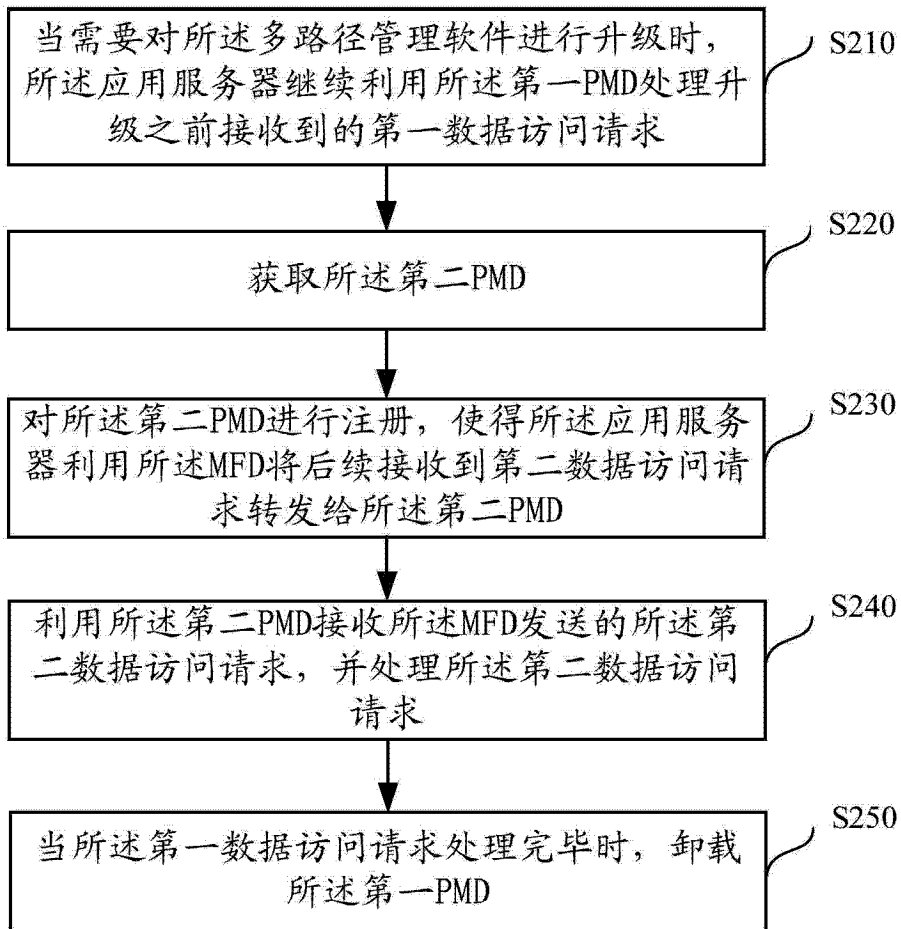 当需要对所述多路径管理软件进行升级时，
所述应用服务器继续利用所述第一PMD处理升
级之前接收到的第一数据访问请求
S210
获取所述第二PMD
S220
对所述第二PMD进行注册，使得所述应用服务
器利用所述MFD将后续接收到第二数据访问请
求转发给所述第二PMD
S230
利用所述第二PMD接收所述MFD发送的所述第
二数据访问请求，并处理所述第二数据访问
请求
S240
当所述第一数据访问请求处理完毕时，卸载
所述第一PMD
S250